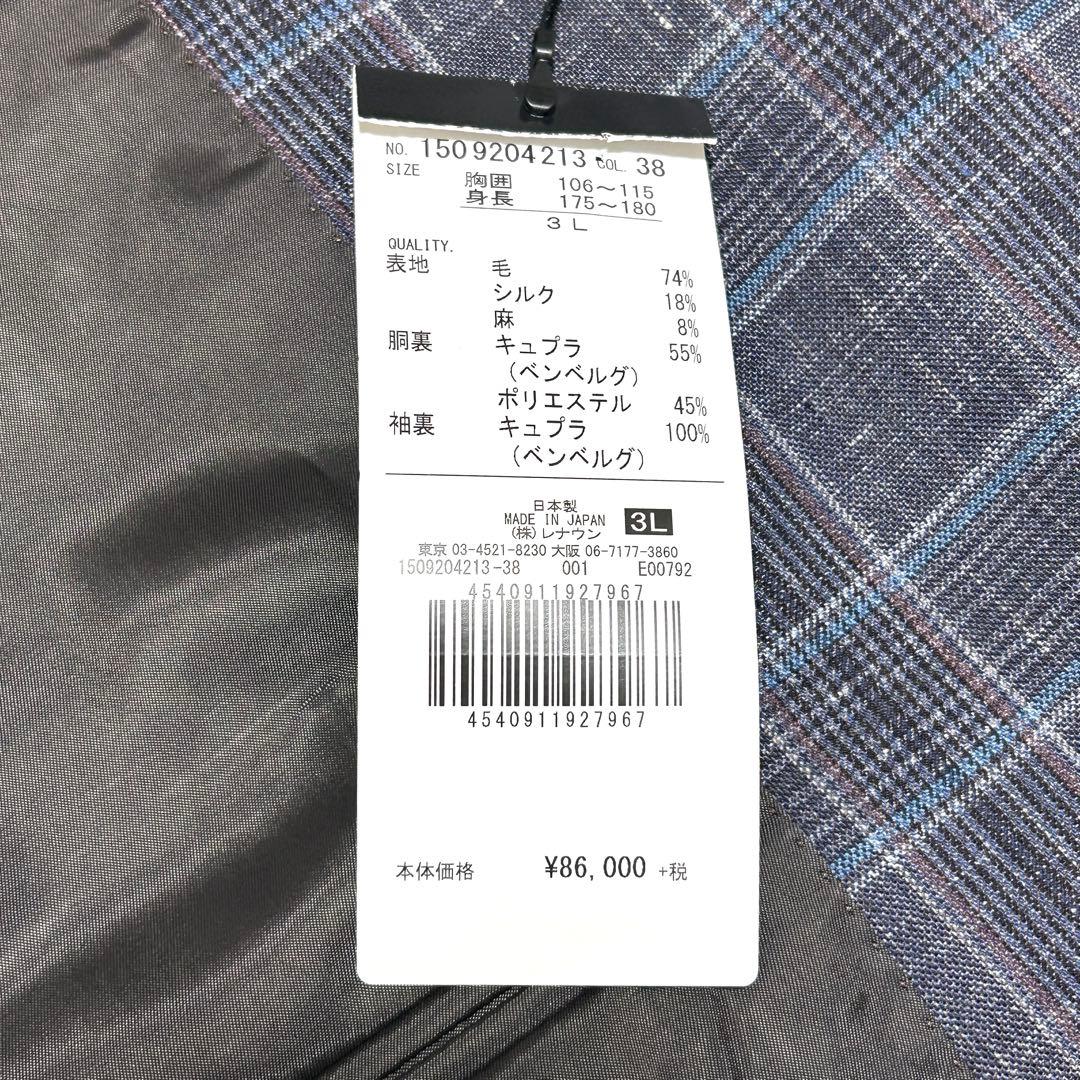 NO. 1509204213 COL. 38
SIZE 胸囲 106～115
身長 175～180
3L
QUALITY.
表地 毛 74%
シルク 18%
麻 8%
胴裏 キュプラ 55%
(ベンベルグ)
ポリエステル 45%
袖裏 キュプラ 100%
(ベンベルグ)
日本製
MADE IN JAPAN 3L
(株)レナウン
東京 03-4521-8230 大阪 06-7177-3860
1509204213-38 001 E00792
4540911927967
4540911927967
本体価格 ¥86,000 +税